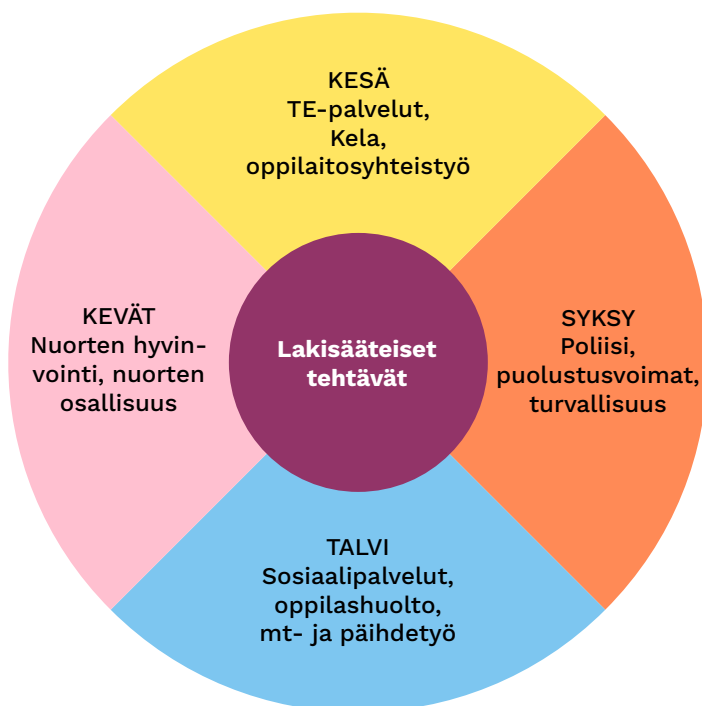 KESÄ
TE-palvelut,
Kela,
oppilaitosyhteistyö
KEVÄT
Nuorten hyvin-
vointi, nuorten
osallisuus
Lakisääteiset
tehtävät
SYKSY
Poliisi,
puolustusvoimat,
turvallisuus
TALVI
Sosiaalipalvelut,
oppilashuolto,
mt- ja päihdetyö